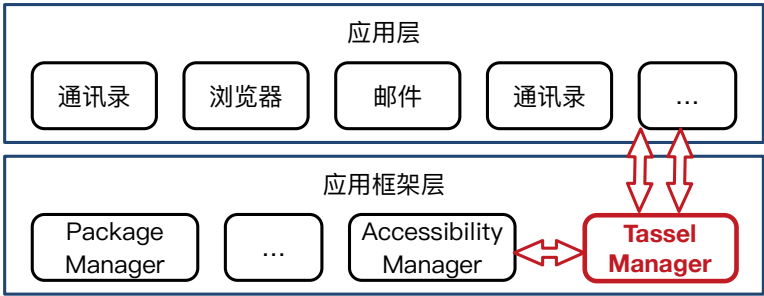 应用层
通讯录
浏览器
邮件
通讯录
...
应用框架层
Package
Manager
...
Accessibility
Manager
Tassel
Manager